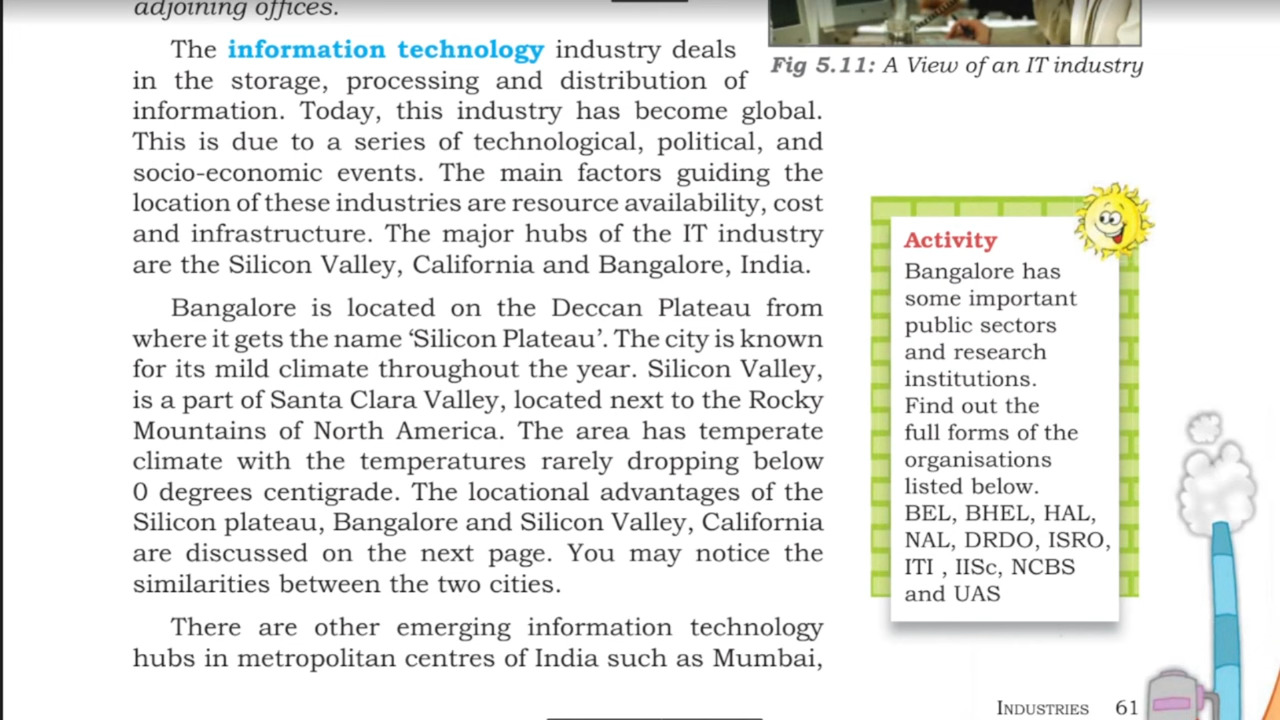 adjoining offices.
The information technology industry deals
in the storage, processing and distribution of
information. Today, this industry has become global.
This is due to a series of technological, political, and
socio-economic events. The main factors guiding the
location of these industries are resource availability, cost
and infrastructure. The major hubs of the IT industry
are the Silicon Valley, California and Bangalore, India.
Bangalore is located on the Deccan Plateau from
where it gets the name ‘Silicon Plateau’. The city is known
for its mild climate throughout the year. Silicon Valley,
is a part of Santa Clara Valley, located next to the Rocky
Mountains of North America. The area has temperate
climate with the temperatures rarely dropping below
0 degrees centigrade. The locational advantages of the
Silicon plateau, Bangalore and Silicon Valley, California
are discussed on the next page. You may notice the
similarities between the two cities.
There are other emerging information technology
hubs in metropolitan centres of India such as Mumbai,
Fig 5.11: A View of an IT industry
Activity
Bangalore has
some important
public sectors
and research
institutions.
Find out the
full forms of the
organisations
listed below.
BEL, BHEL, HAL,
NAL, DRDO, ISRO,
ITI , IISc, NCBS
and UAS
INDUSTRIES 61